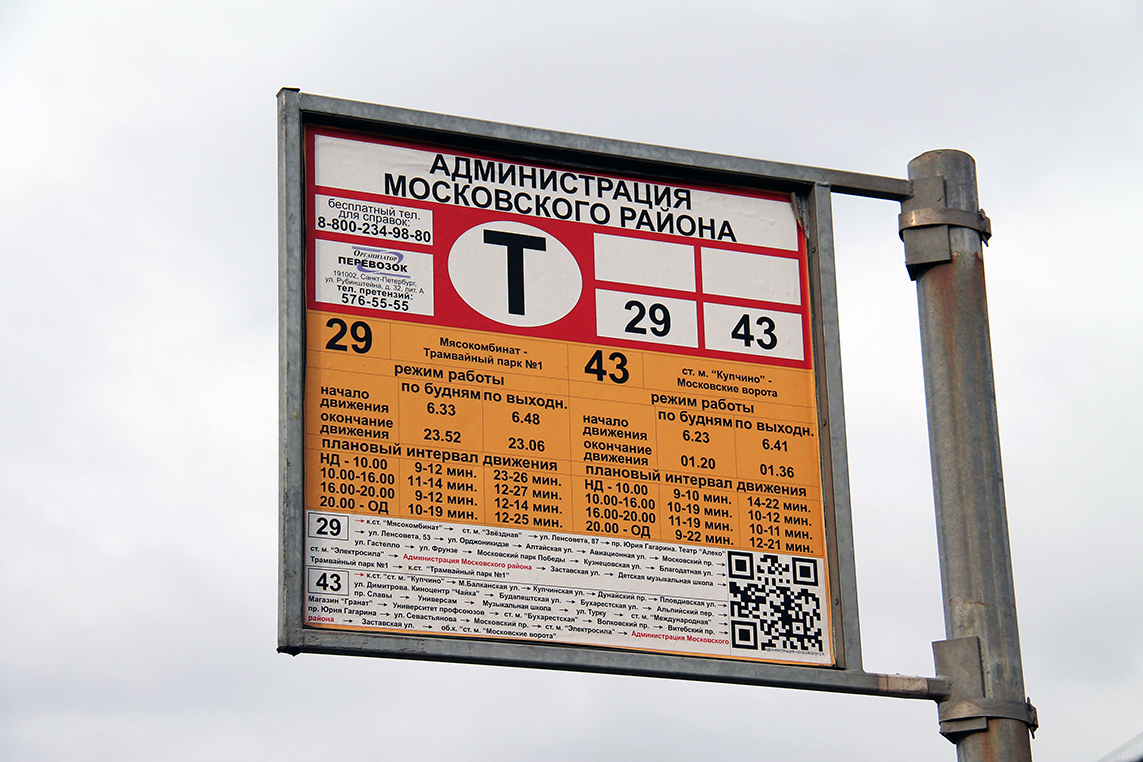 АДМИНИСТРАЦИЯ
МОСКОВСКОГО РАЙОНА
бесплатный тел.
для справок:
8-800-234-98-80
ОРГАНИЗАТОР
ПЕРЕВОЗОК
191002, Санкт-Петербург,
ул. Рубинштейна, д. 32, лит. А
тел. претензий:
576-55-55
Т
29 43
29 Мясокомбинат -
Трамвайный парк №1
режим работы
по будням по выходн.
начало
движения 6.33 6.48
окончание
движения 23.52 23.06
плановый интервал движения
НД - 10.00 9-12 мин. 23-26 мин.
10.00-16.00 11-14 мин. 12-27 мин.
16.00-20.00 9-12 мин. 12-14 мин.
20.00 - ОД 10-19 мин. 12-25 мин.
43 ст. м. "Купчино" -
Московские ворота
режим работы
по будням по выходн.
начало
движения 6.23 6.41
окончание
движения 01.20 01.36
плановый интервал движения
НД - 10.00 9-10 мин. 14-22 мин.
10.00-16.00 10-19 мин. 10-12 мин.
16.00-20.00 11-19 мин. 10-11 мин.
20.00 - ОД 9-22 мин. 12-21 мин.
29 → к.ст. "Мясокомбинат" → ст. м. "Звёздная" → ул. Ленсовета, 87 → пр. Юрия Гагарина. Театр "Алеко"
→ ул. Ленсовета, 53 → ул. Орджоникидзе → Алтайская ул. → Авиационная ул. → Московский пр.
ул. Гастелло → ул. Фрунзе → Московский парк Победы → Кузнецовская ул. → Благодатная ул. →
ст. м. "Электросила" → Администрация Московского района → Заставская ул. → Детская музыкальная школа →
Трамвайный парк №1 → к.ст. "Трамвайный парк №1"
43 → к.ст. "ст. м. "Купчино" → М.Балканская ул. → Купчинская ул. → Дунайский пр. → Пловдивская ул. →
ул. Димитрова. Киноцентр "Чайка" → Будапештская ул. → Бухарестская ул. → Альпийский пер. →
пр. Славы → Универсам → Музыкальная школа → ул. Турку → ст. м. "Международная"
Магазин "Гранат" → Университет профсоюзов → ст. м. "Бухарестская" → Волковский пр. → Витебский пр. →
пр. Юрия Гагарина → ул. Севастьянова → Московский пр. → ст. м. "Электросила" → Администрация Московского
района → Заставская ул. → об.к. "ст. м. "Московские ворота"